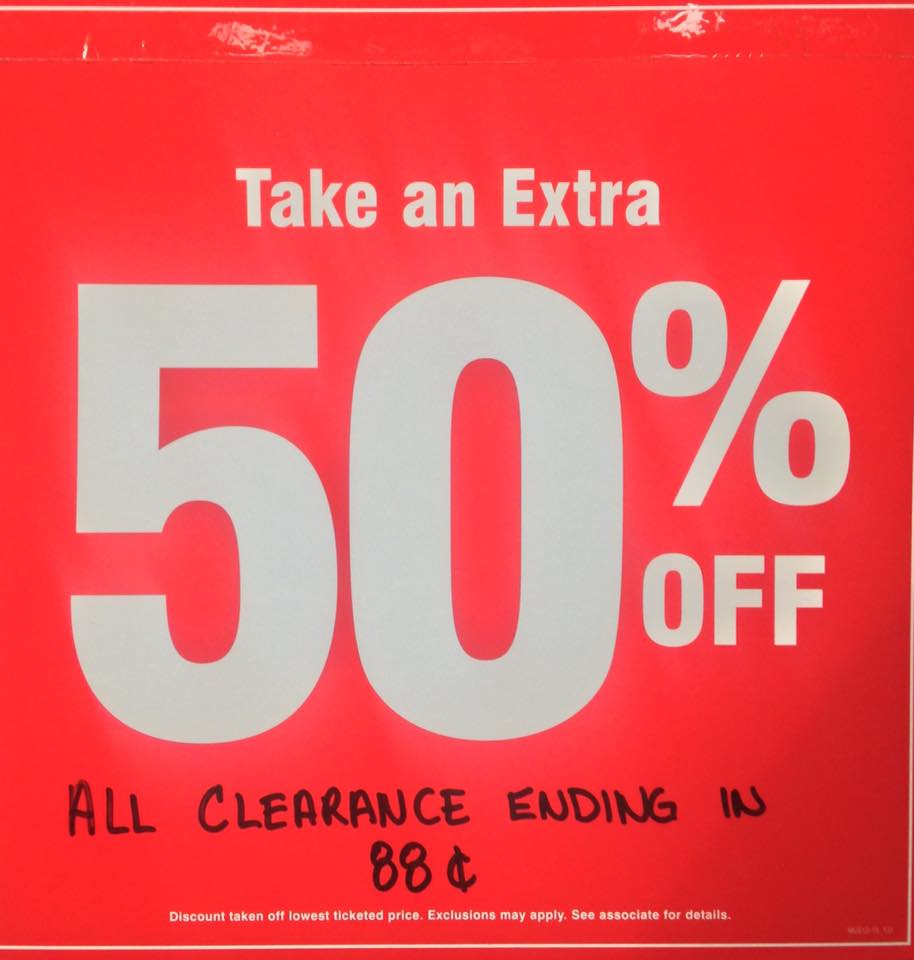 Take an Extra
50%
OFF
ALL CLEARANCE ENDING IN
88¢
Discount taken off lowest ticketed price. Exclusions may apply. See associate for details.